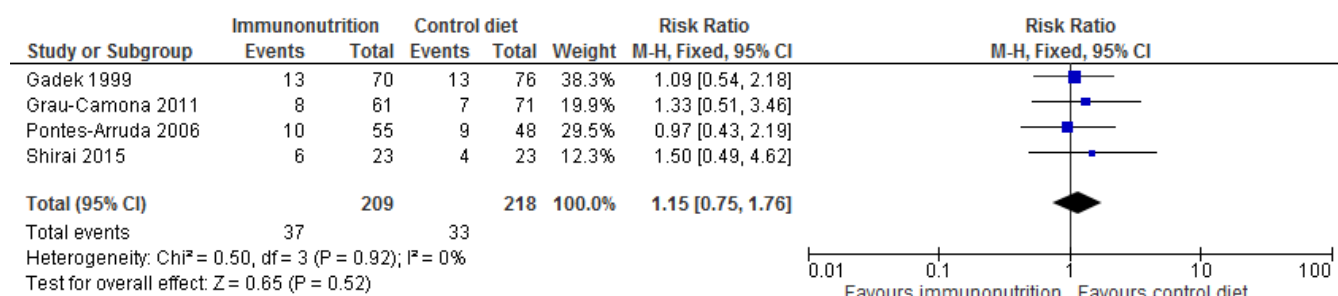 Immunonutrition Control diet Risk Ratio Risk Ratio
Study or Subgroup Events Total Events Total Weight M-H, Fixed, 95% CI M-H, Fixed, 95% CI
Gadek 1999 13 70 13 76 38.3% 1.09 [0.54, 2.18]
Grau-Camona 2011 8 61 7 71 19.9% 1.33 [0.51, 3.46]
Pontes-Arruda 2006 10 55 9 48 29.5% 0.97 [0.43, 2.19]
Shirai 2015 6 23 4 23 12.3% 1.50 [0.49, 4.62]
Total (95% CI) 209 218 100.0% 1.15 [0.75, 1.76]
Total events 37 33
Heterogeneity: Chi² = 0.50, df = 3 (P = 0.92); I² = 0%
Test for overall effect: Z = 0.65 (P = 0.52)
0.01 0.1 1 10 100
Favours immunonutrition Favours control diet